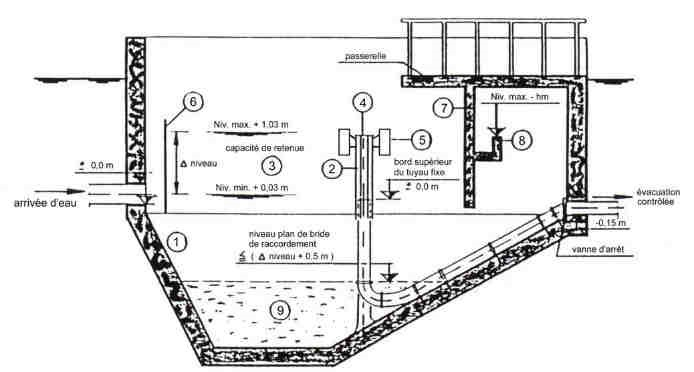 passerelle
6
4
7
Niv. max. - hm
Niv. max. + 1,03 m
5
8
capacité de retenue
± 0,0 m
Δ niveau
3
2
bord supérieur
du tuyau fixe
± 0,0 m
Niv. min. + 0,03 m
arrivée d'eau
évacuation
contrôlée
-0,15 m
1
niveau plan de bride
de raccordement
≤ ( Δ niveau + 0,5 m )
vanne d'arrêt
9